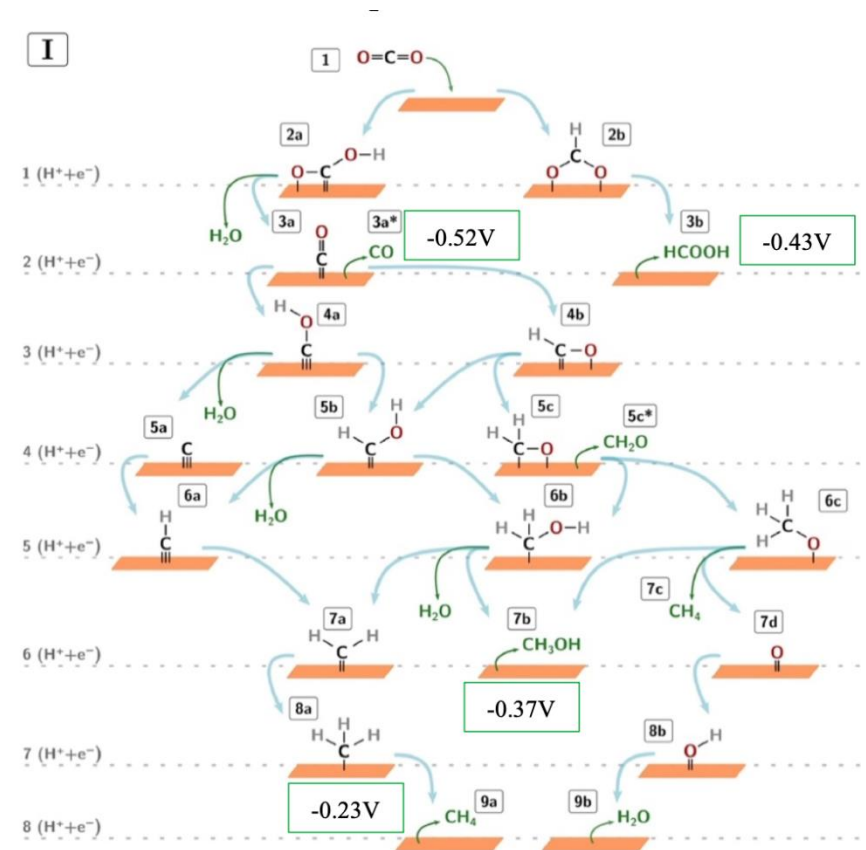 I
1 O=C=O
2a
H
2b
O–H
O–C
C
O O
1 (H⁺+e⁻)
3a
3a*
-0.52V
3b
-0.43V
H₂O
O
C
CO
HCOOH
2 (H⁺+e⁻)
H
O
4a
4b
C
H
C–O
3 (H⁺+e⁻)
H₂O
5a
5b
H
5c
5c*
C
H
O
C
H
H
C–O
CH₂O
4 (H⁺+e⁻)
6a
H₂O
6b
6c
H
C
H
H
O–H
C
H
H
H
C
O
5 (H⁺+e⁻)
7a
H₂O
7b
7c
CH₄
7d
H H
C
CH₃OH
O
6 (H⁺+e⁻)
-0.37V
8a
8b
H
H H
C
H
O
7 (H⁺+e⁻)
-0.23V
CH₄
9a
9b
H₂O
8 (H⁺+e⁻)